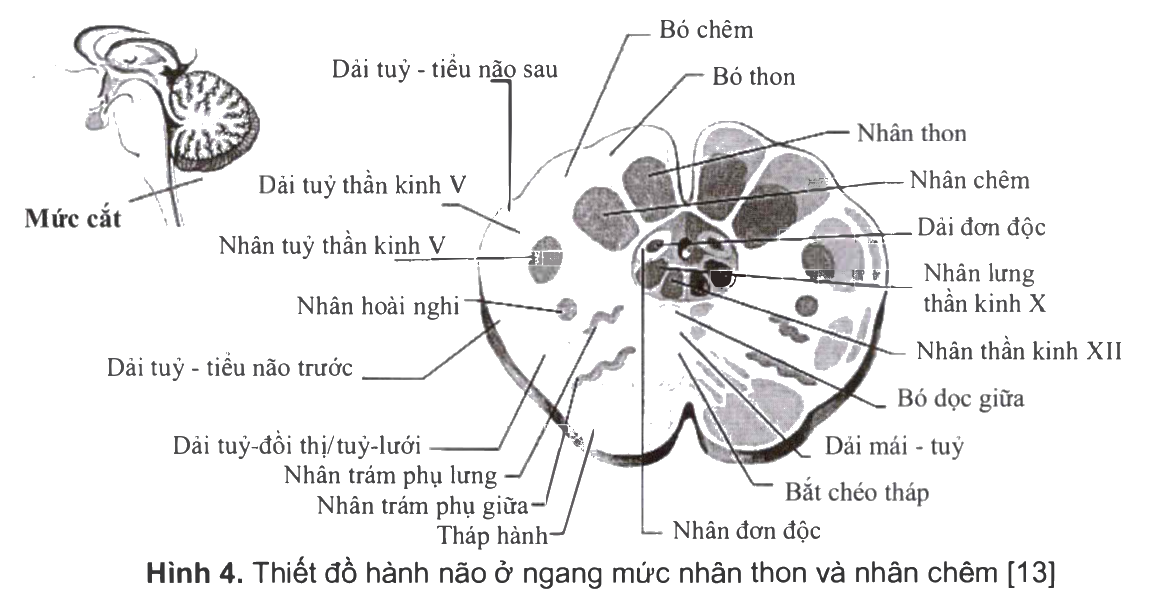 Bó chêm
Dải tuỷ - tiểu não sau
Bó thon
Nhân thon
Dải tuỷ thần kinh V
Nhân chêm
Mức cắt
Nhân tuỷ thần kinh V
Dải đơn độc
Nhân lưng
thần kinh X
Nhân hoài nghi
Nhân thần kinh XII
Dải tuỷ - tiểu não trước
Bó dọc giữa
Dải tuỷ-đồi thị/tuỷ-lưới
Dải mái - tuỷ
Nhân trám phụ lưng
Bắt chéo tháp
Nhân trám phụ giữa
Tháp hành
Nhân đơn độc
Hình 4. Thiết đồ hành não ở ngang mức nhân thon và nhân chêm [13]